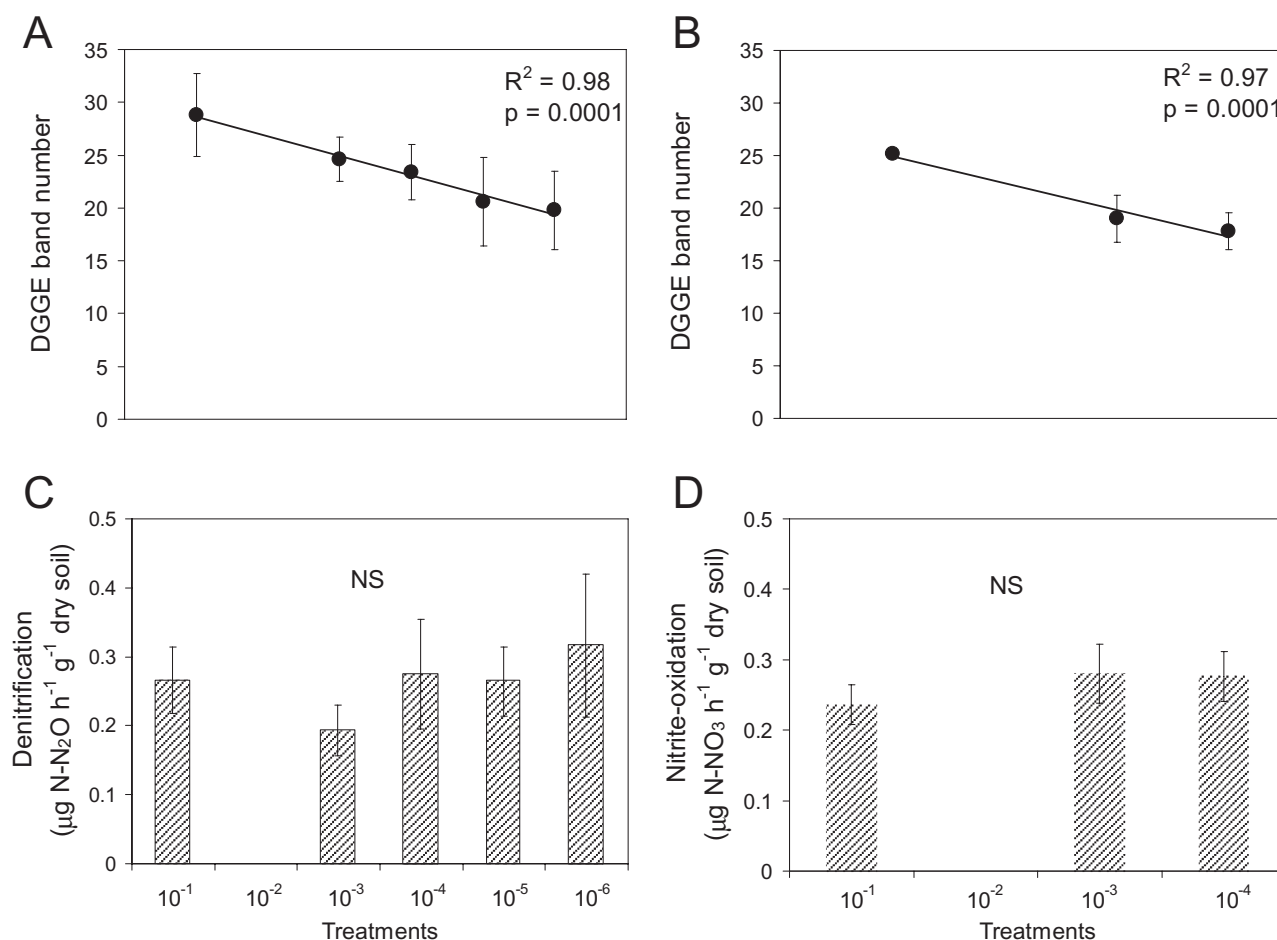 A
35
30
25
20
15
10
5
0
DGGE band number
R² = 0.98
p = 0.0001
B
35
30
25
20
15
10
5
0
DGGE band number
R² = 0.97
p = 0.0001
C
0.5
0.4
0.3
0.2
0.1
0
Denitrification
(µg N-N₂O h⁻¹ g⁻¹ dry soil)
NS
10⁻¹ 10⁻² 10⁻³ 10⁻⁴ 10⁻⁵ 10⁻⁶
Treatments
D
0.5
0.4
0.3
0.2
0.1
0
Nitrite-oxidation
(µg N-NO₃ h⁻¹ g⁻¹ dry soil)
NS
10⁻¹ 10⁻² 10⁻³ 10⁻⁴
Treatments